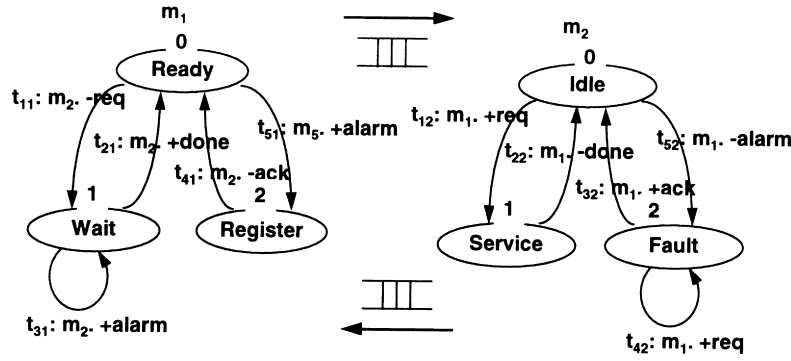 m1
0
Ready
t11: m2. -req
t21: m2. +done
t51: m5. +alarm
t41: m2. -ack
1
2
Wait
Register
t31: m2. +alarm
m2
0
Idle
t12: m1. +req
t22: m1. -done
t52: m1. -alarm
t32: m1. +ack
1
2
Service
Fault
t42: m1. +req